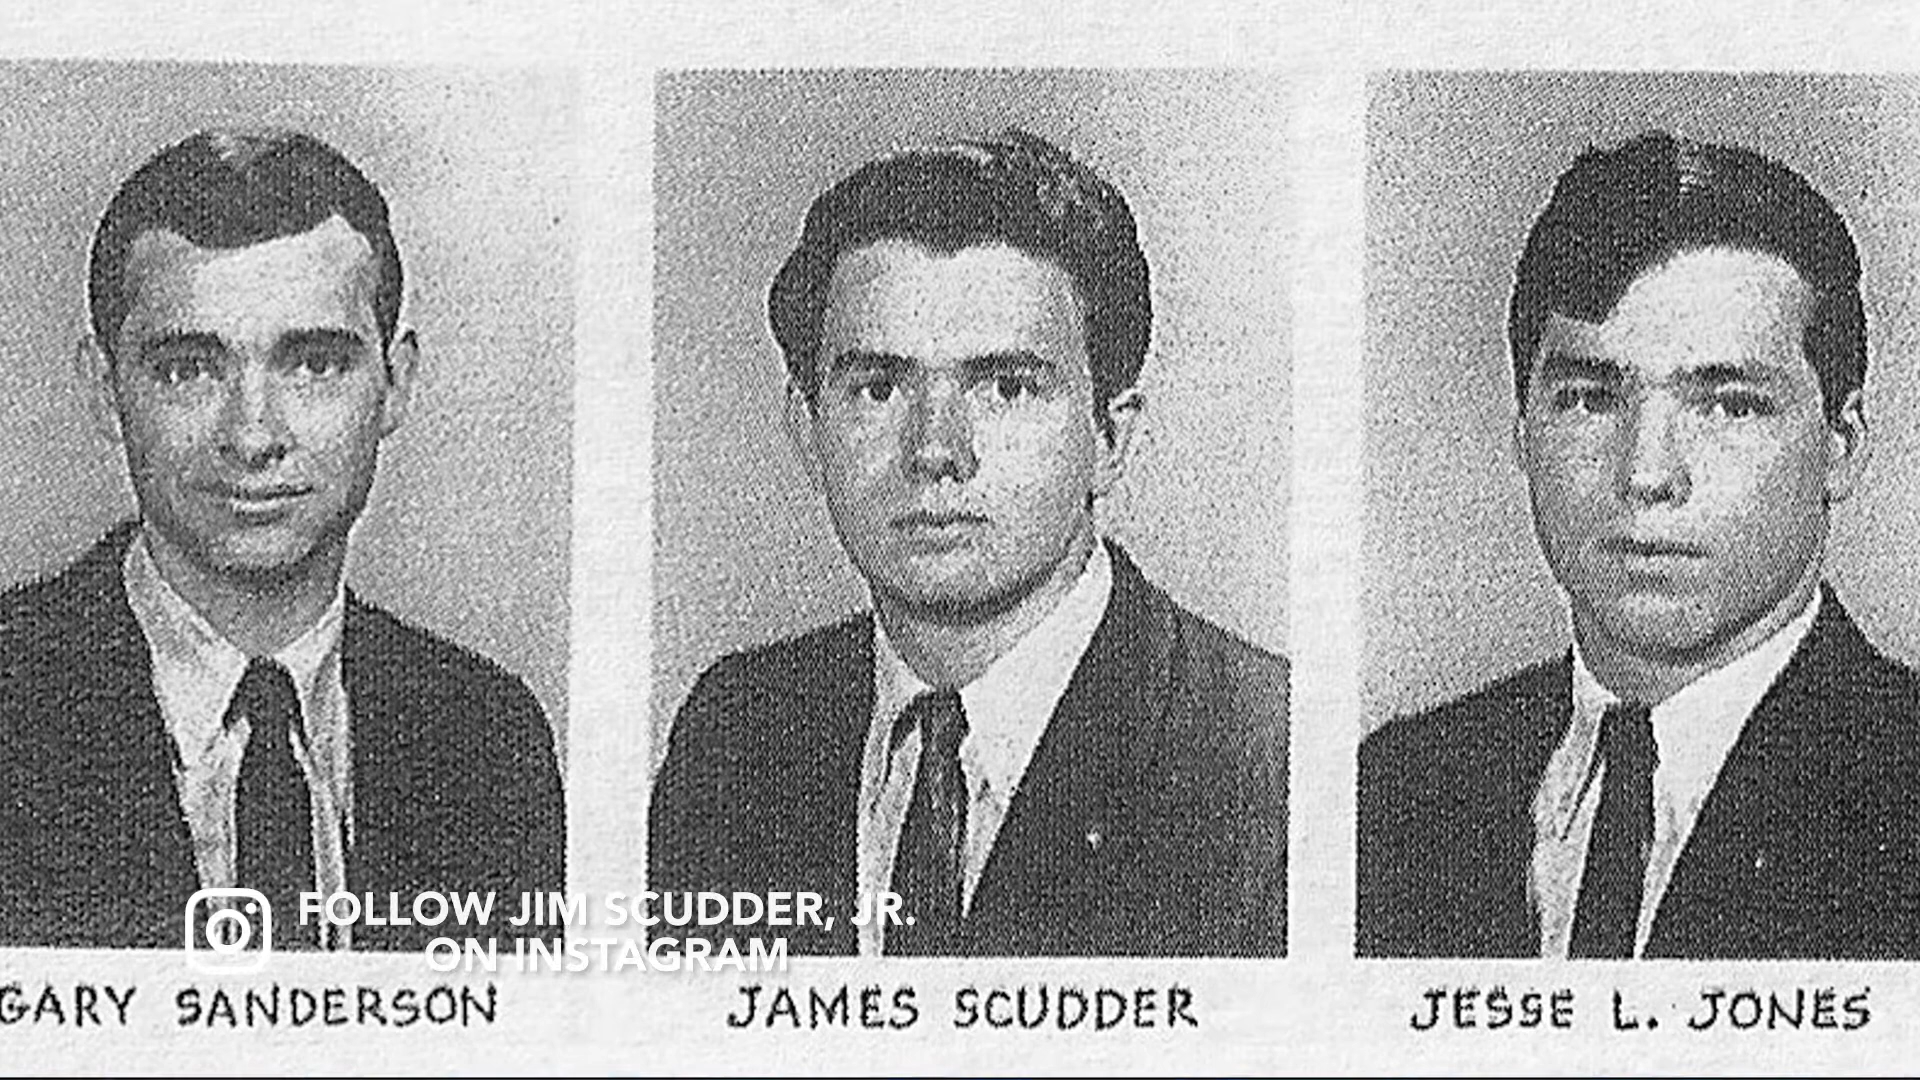 FOLLOW JIM SCUDDER, JR.
ON INSTAGRAM
GARY SANDERSON
JAMES SCUDDER
JESSE L. JONES